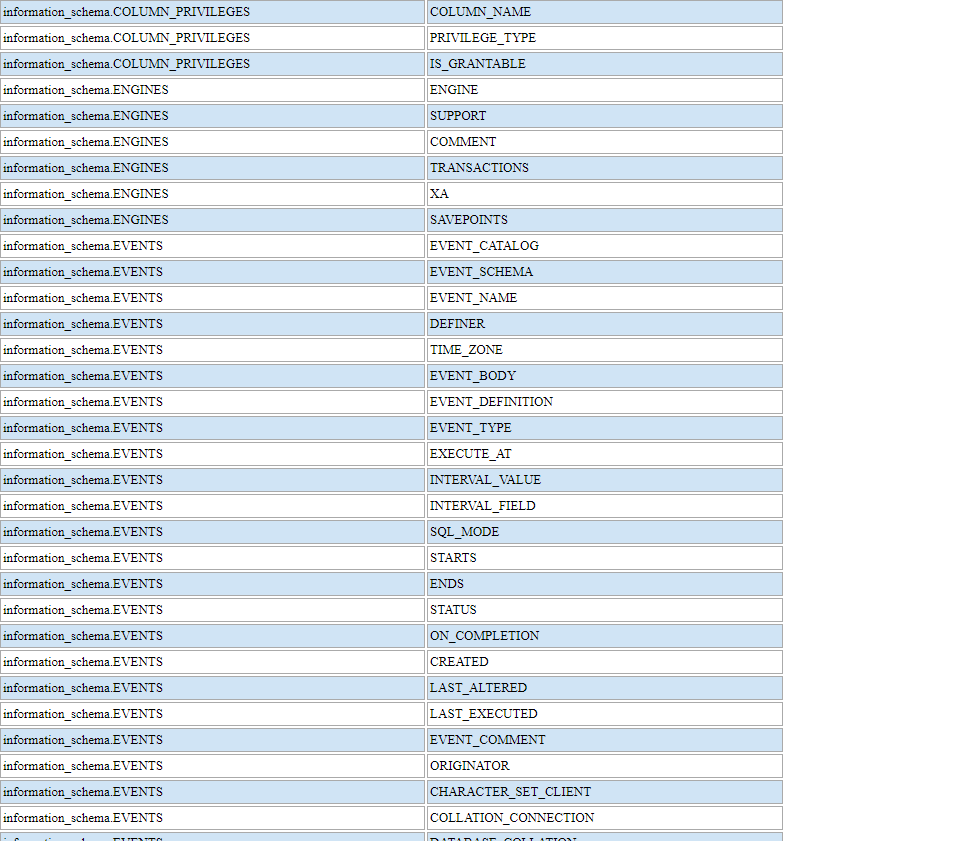 information_schema.COLUMN_PRIVILEGES COLUMN_NAME
information_schema.COLUMN_PRIVILEGES PRIVILEGE_TYPE
information_schema.COLUMN_PRIVILEGES IS_GRANTABLE
information_schema.ENGINES ENGINE
information_schema.ENGINES SUPPORT
information_schema.ENGINES COMMENT
information_schema.ENGINES TRANSACTIONS
information_schema.ENGINES XA
information_schema.ENGINES SAVEPOINTS
information_schema.EVENTS EVENT_CATALOG
information_schema.EVENTS EVENT_SCHEMA
information_schema.EVENTS EVENT_NAME
information_schema.EVENTS DEFINER
information_schema.EVENTS TIME_ZONE
information_schema.EVENTS EVENT_BODY
information_schema.EVENTS EVENT_DEFINITION
information_schema.EVENTS EVENT_TYPE
information_schema.EVENTS EXECUTE_AT
information_schema.EVENTS INTERVAL_VALUE
information_schema.EVENTS INTERVAL_FIELD
information_schema.EVENTS SQL_MODE
information_schema.EVENTS STARTS
information_schema.EVENTS ENDS
information_schema.EVENTS STATUS
information_schema.EVENTS ON_COMPLETION
information_schema.EVENTS CREATED
information_schema.EVENTS LAST_ALTERED
information_schema.EVENTS LAST_EXECUTED
information_schema.EVENTS EVENT_COMMENT
information_schema.EVENTS ORIGINATOR
information_schema.EVENTS CHARACTER_SET_CLIENT
information_schema.EVENTS COLLATION_CONNECTION
information_schema.EVENTS DATABASE_COLLATION